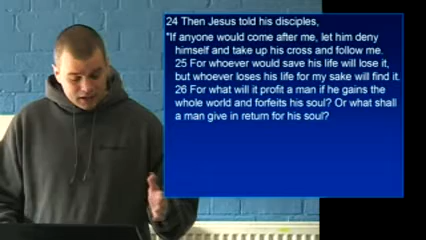 24 Then Jesus told his disciples,
"If anyone would come after me, let him deny
himself and take up his cross and follow me.
25 For whoever would save his life will lose it,
but whoever loses his life for my sake will find it.
26 For what will it profit a man if he gains the
whole world and forfeits his soul? Or what shall
a man give in return for his soul?